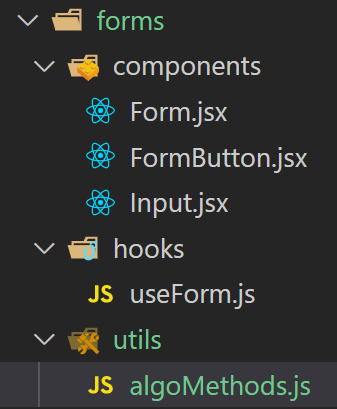 forms
components
Form.jsx
FormButton.jsx
Input.jsx
hooks
JS useForm.js
utils
JS algoMethods.js